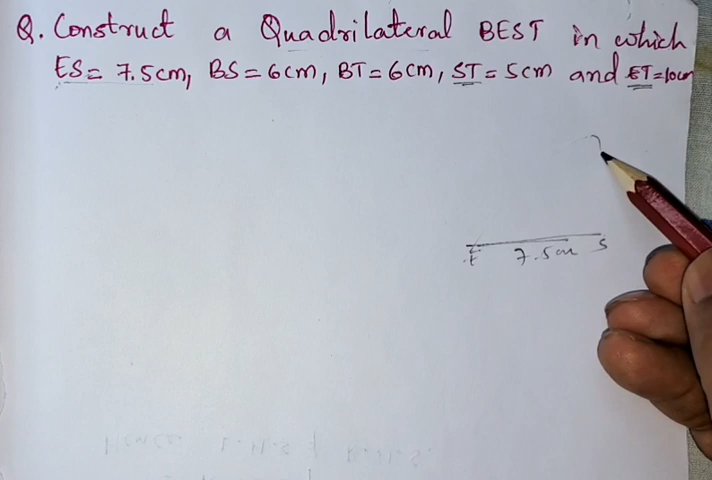 Q. Construct a Quadrilateral BEST in which
ES = 7.5cm, BS = 6cm, BT = 6cm, ST = 5cm and ET = 10cm
E 7.5cm S